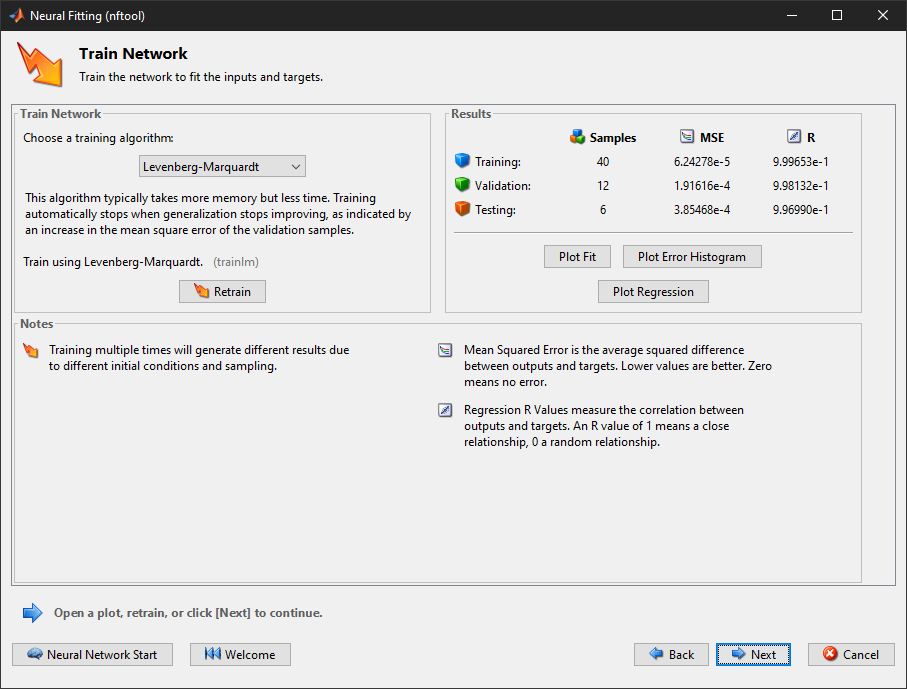 Neural Fitting (nftool)
Train Network
Train the network to fit the inputs and targets.
Train Network
Choose a training algorithm:
Levenberg-Marquardt
This algorithm typically takes more memory but less time. Training
automatically stops when generalization stops improving, as indicated by
an increase in the mean square error of the validation samples.
Train using Levenberg-Marquardt. (trainlm)
Retrain
Results
Samples MSE R
Training: 40 6.24278e-5 9.99653e-1
Validation: 12 1.91616e-4 9.98132e-1
Testing: 6 3.85468e-4 9.96990e-1
Plot Fit Plot Error Histogram
Plot Regression
Notes
Training multiple times will generate different results due
to different initial conditions and sampling.
Mean Squared Error is the average squared difference
between outputs and targets. Lower values are better. Zero
means no error.
Regression R Values measure the correlation between
outputs and targets. An R value of 1 means a close
relationship, 0 a random relationship.
Open a plot, retrain, or click [Next] to continue.
Neural Network Start Welcome Back Next Cancel